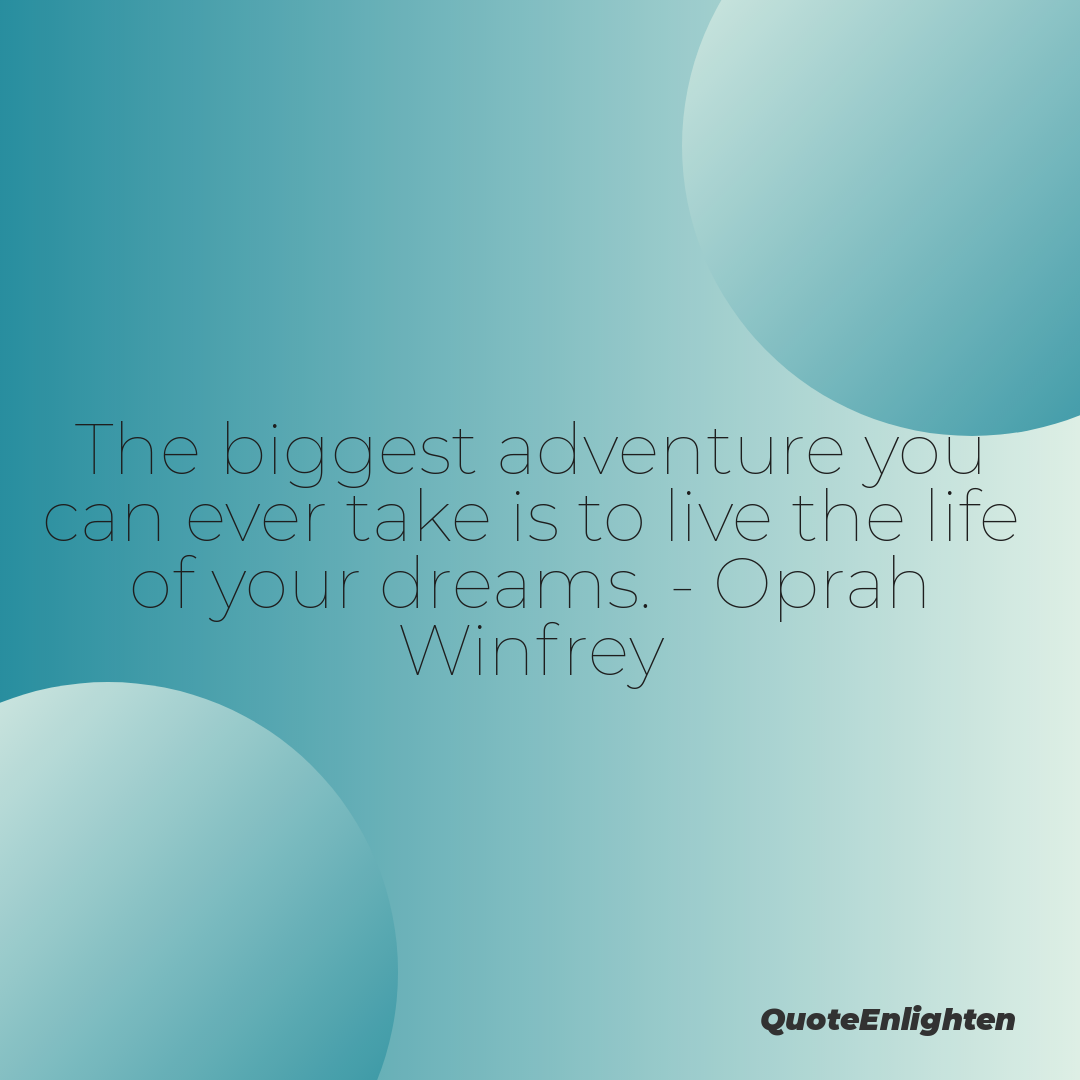 The biggest adventure you
can ever take is to live the life
of your dreams. - Oprah
Winfrey
QuoteEnlighten